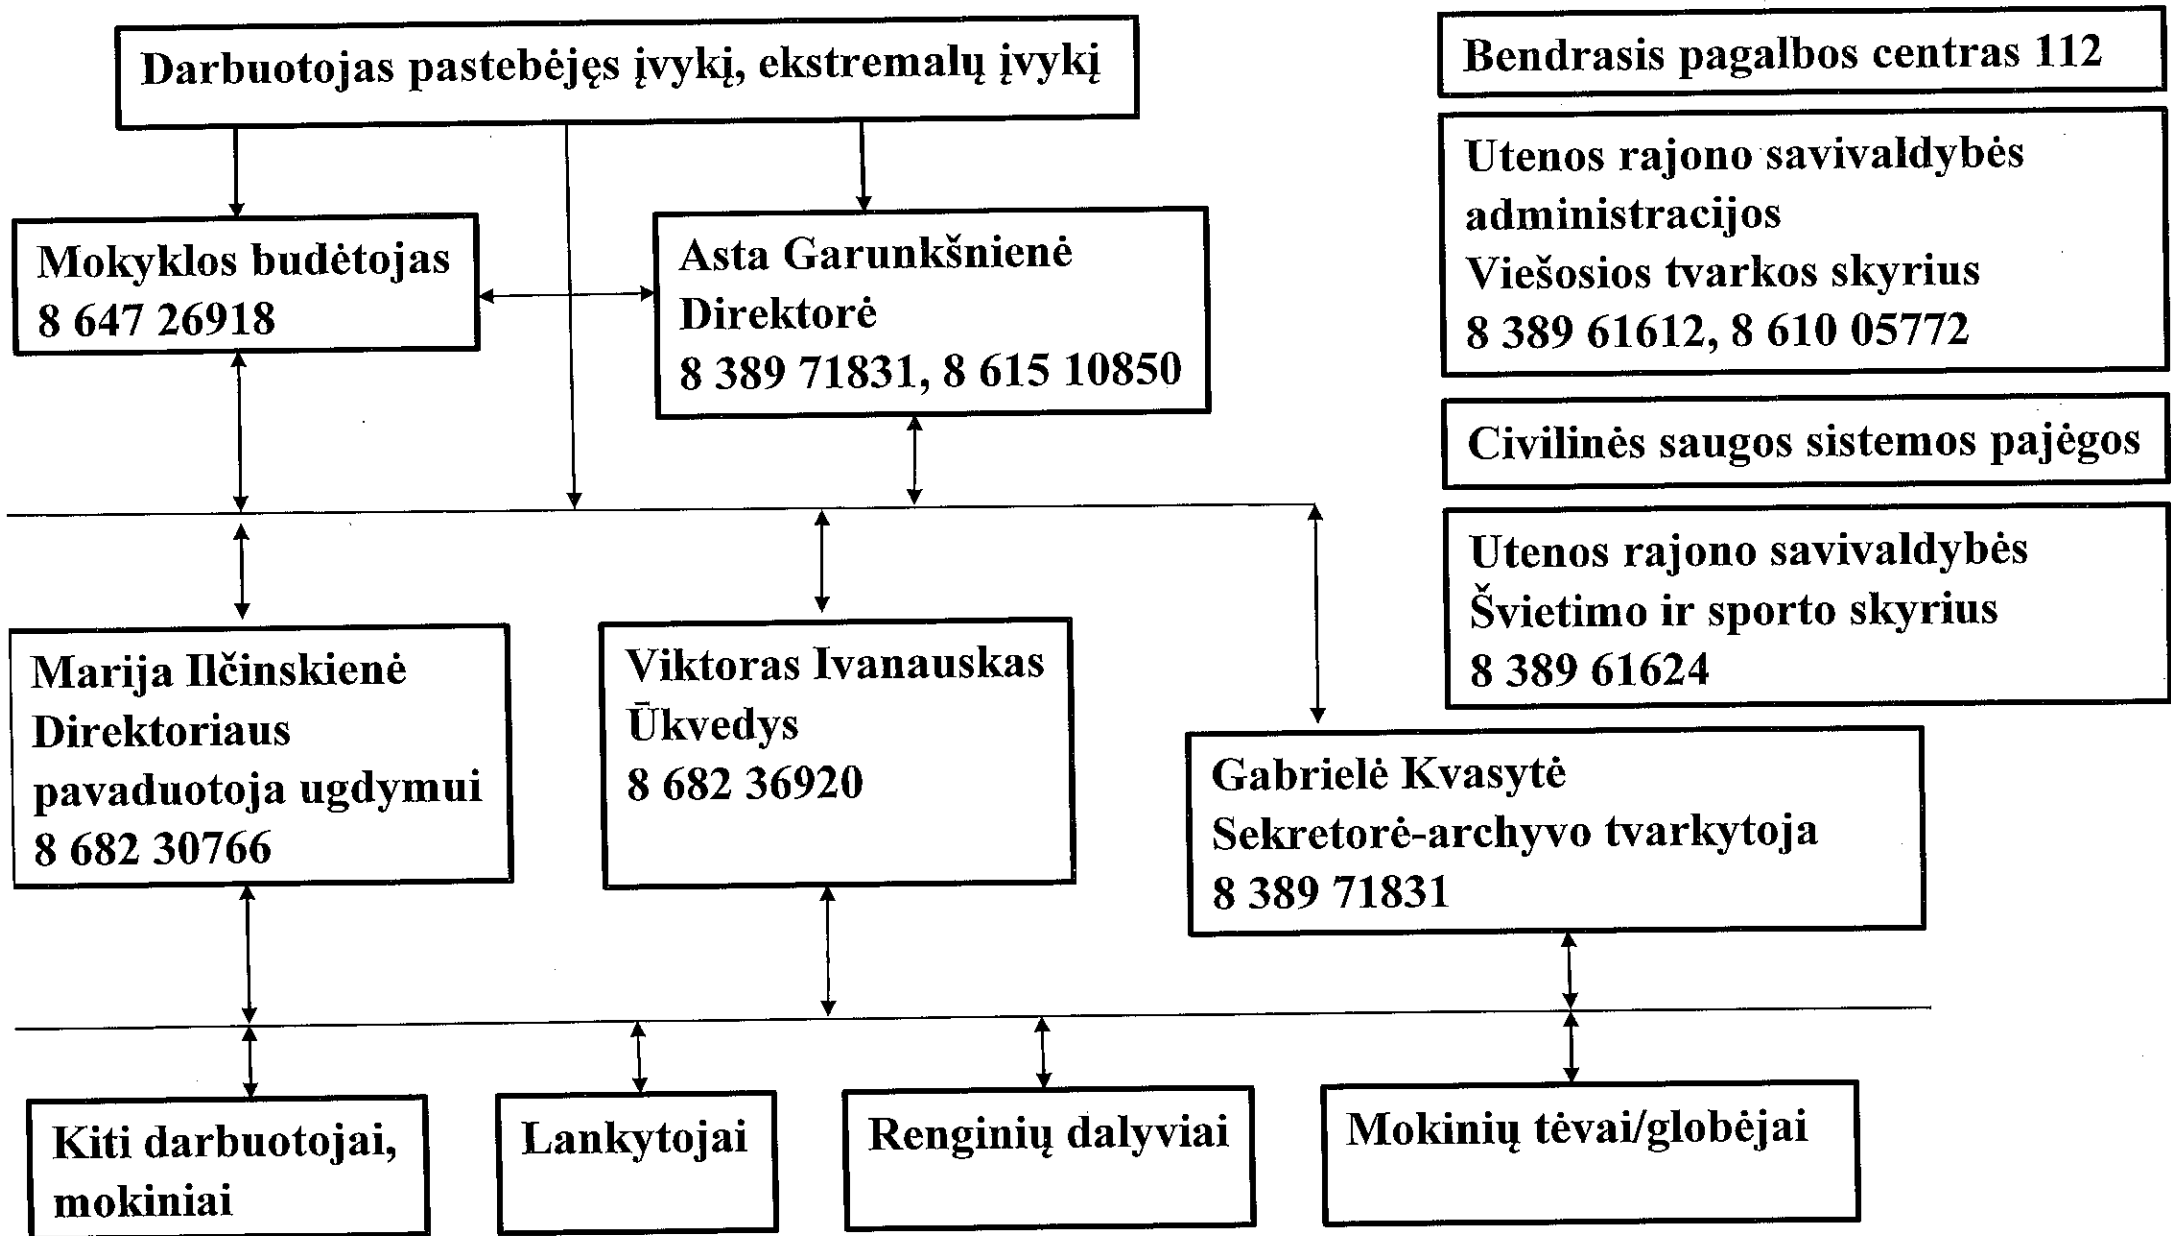 Darbuotojas pastebėjęs įvykį, ekstremalų įvykį
Mokyklos budėtojas
8 647 26918
Asta Garunkšnienė
Direktorė
8 389 71831, 8 615 10850
Bendrasis pagalbos centras 112
Utenos rajono savivaldybės
administracijos
Viešosios tvarkos skyrius
8 389 61612, 8 610 05772
Civilinės saugos sistemos pajėgos
Utenos rajono savivaldybės
Švietimo ir sporto skyrius
8 389 61624
Marija Ilčinskienė
Direktoriaus
pavaduotoja ugdymui
8 682 30766
Viktoras Ivanauskas
Ūkvedys
8 682 36920
Gabrielė Kvasytė
Sekretorė-archyvo tvarkytoja
8 389 71831
Kiti darbuotojai,
mokiniai
Lankytojai
Renginių dalyviai
Mokinių tėvai/globėjai